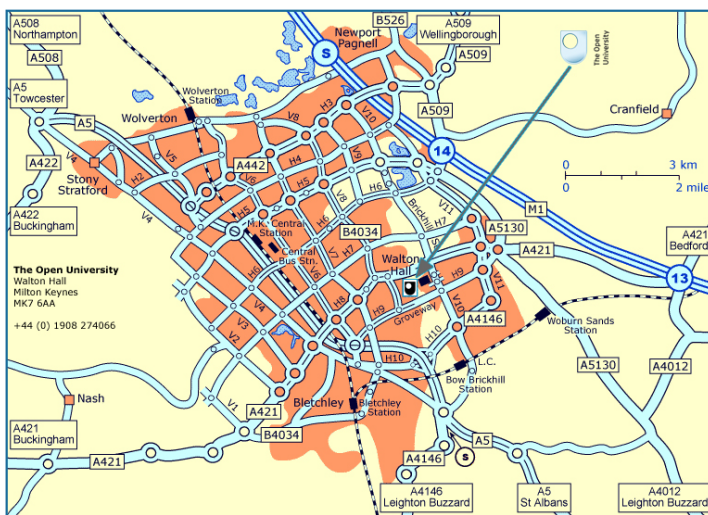 A508
Northampton
B526
A509
Wellingborough
Newport
Pagnell
The Open
University
A508
S
A509
A5
Towcester
Wolverton
Station
A5
Wolverton
V8
H3
V10
A509
Cranfield
A422
V4
V5
A442
H4
V9
14
0
3 km
0
2 mile
Stony
Stratford
H2
V6
H5
V8
H6
V11
M1
A422
Buckingham
V4
H5
H6
B4034
Brickhill S
H7
A5130
A421
Bedford
M.K. Central
Station
Central
Bus Stn.
V7
H7
A421
Walton
Hall
13
The Open University
Walton Hall
Milton Keynes
MK7 6AA
+44 (0) 1908 274066
H6
V6
H8
H9
V10
V11
V4
V3
V2
H9
Groveway
A4146
H10
Woburn Sands
Station
H10
L.C.
Bow Brickhill
Station
A5130
A4012
Nash
V1
A421
Bletchley
Bletchley
Station
A421
Buckingham
B4034
A421
A5
A4146
S
A4146
Leighton Buzzard
A5
St Albans
A4012
Leighton Buzzard